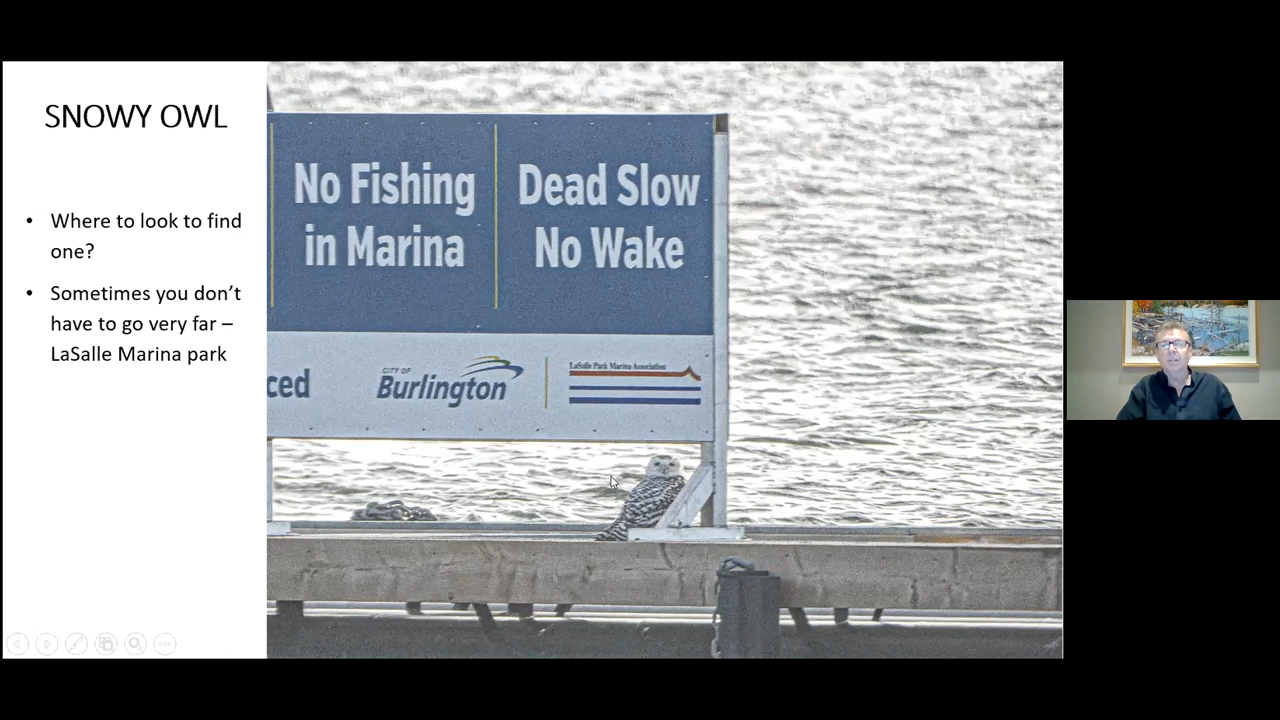 SNOWY OWL
• Where to look to find
one?
• Sometimes you don’t
have to go very far –
LaSalle Marina park
No Fishing
in Marina
Dead Slow
No Wake
ced
CITY OF
Burlington
LaSalle Park Marina Association